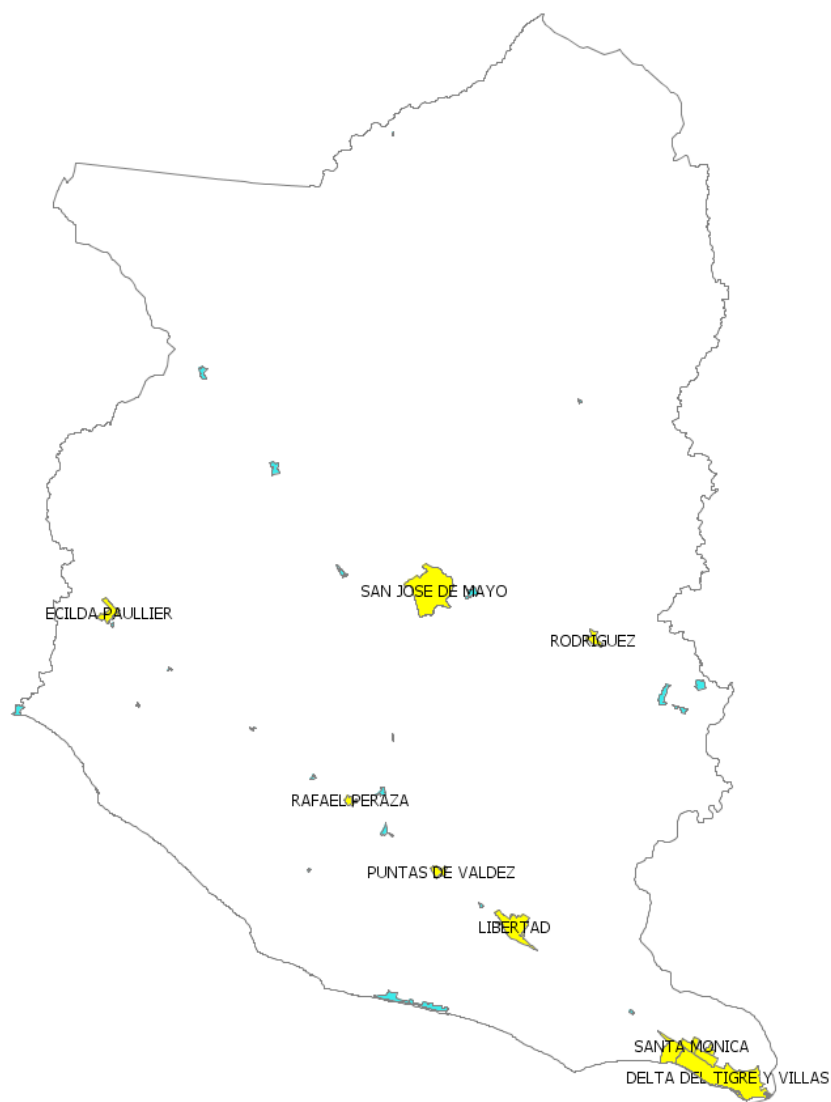 SAN JOSE DE MAYO
ECILDA PAULLIER
RODRIGUEZ
RAFAEL PERAZA
PUNTAS DE VALDEZ
LIBERTAD
SANTA MONICA
DELTA DEL TIGRE Y VILLAS